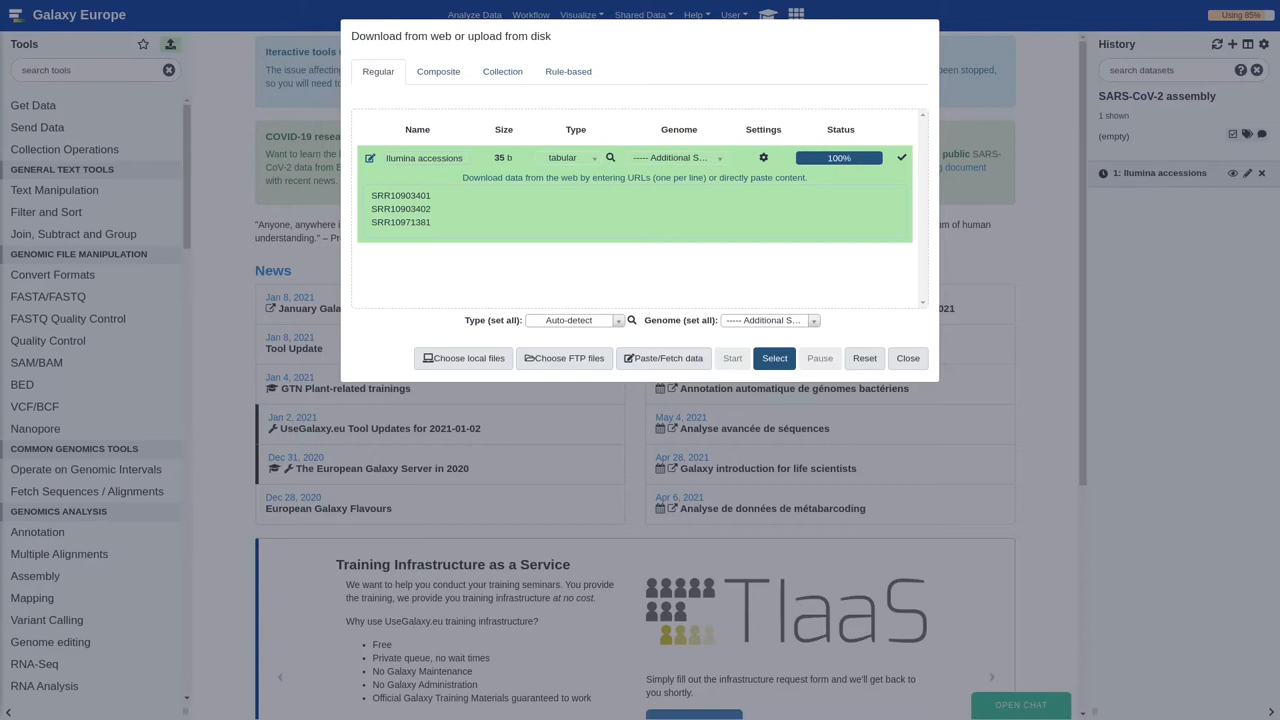 Galaxy Europe
Analyze Data Workflow Visualize Shared Data Help User
Using 85%
Tools
search tools
Get Data
Send Data
Collection Operations
GENERAL TEXT TOOLS
Text Manipulation
Filter and Sort
Join, Subtract and Group
GENOMIC FILE MANIPULATION
Convert Formats
FASTA/FASTQ
FASTQ Quality Control
Quality Control
SAM/BAM
BED
VCF/BCF
Nanopore
COMMON GENOMICS TOOLS
Operate on Genomic Intervals
Fetch Sequences / Alignments
GENOMICS ANALYSIS
Annotation
Multiple Alignments
Assembly
Mapping
Variant Calling
Genome editing
RNA-Seq
RNA Analysis
Download from web or upload from disk
Regular Composite Collection Rule-based
Name Size Type Genome Settings Status
Ilumina accessions 35 b tabular ----- Additional S... 100%
Download data from the web by entering URLs (one per line) or directly paste content.
SRR10903401
SRR10903402
SRR10971381
Type (set all): Auto-detect Genome (set all): ----- Additional S...
Choose local files Choose FTP files Paste/Fetch data Start Select Pause Reset Close
Iteractive tools
The issue affecting
been stopped,
so you will need to
COVID-19 resea
Want to learn the
public SARS-
CoV-2 data from E
document
with recent news.
"Anyone, anywhere i
m of human
understanding." – Pr
News
Jan 8, 2021
January Gala
Jan 8, 2021
Tool Update
Jan 4, 2021
GTN Plant-related trainings
Jan 2, 2021
UseGalaxy.eu Tool Updates for 2021-01-02
Dec 31, 2020
The European Galaxy Server in 2020
Dec 28, 2020
European Galaxy Flavours
2021
Annotation automatique de génomes bactériens
May 4, 2021
Analyse avancée de séquences
Apr 28, 2021
Galaxy introduction for life scientists
Apr 6, 2021
Analyse de données de métabarcoding
Training Infrastructure as a Service
We want to help you conduct your training seminars. You provide
the training, we provide you training infrastructure at no cost.
Why use UseGalaxy.eu training infrastructure?
Free
Private queue, no wait times
No Galaxy Maintenance
No Galaxy Administration
Official Galaxy Training Materials guaranteed to work
TIaaS
Simply fill out the infrastructure request form and we'll get back to
you shortly.
OPEN CHAT
History
search datasets
SARS-CoV-2 assembly
1 shown
(empty)
1: Ilumina accessions